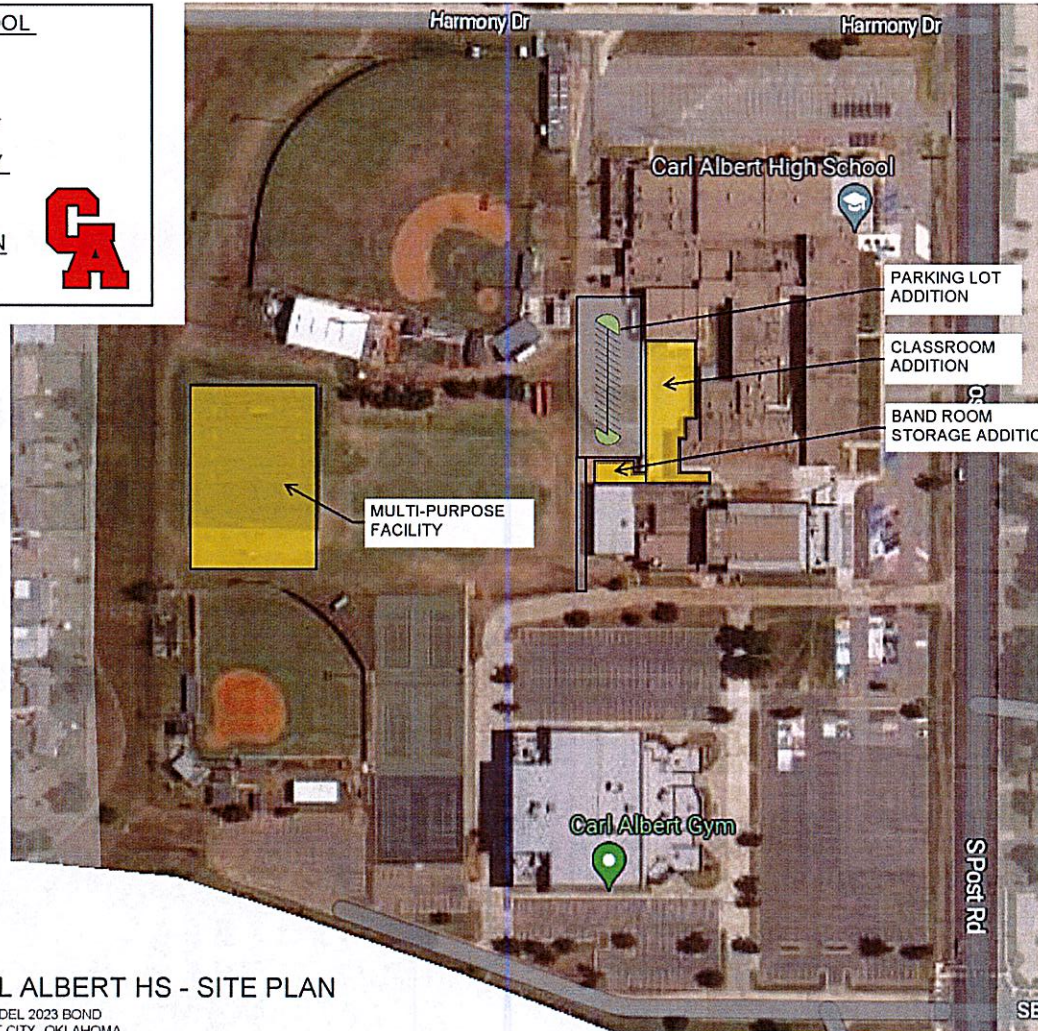 OOL
Y
N
CA
Harmony Dr
Harmony Dr
Carl Albert High School
PARKING LOT
ADDITION
CLASSROOM
ADDITION
BAND ROOM
STORAGE ADDITIO
MULTI-PURPOSE
FACILITY
Carl Albert Gym
S Post Rd
L ALBERT HS - SITE PLAN
DEL 2023 BOND
T CITY, OKLAHOMA
SE